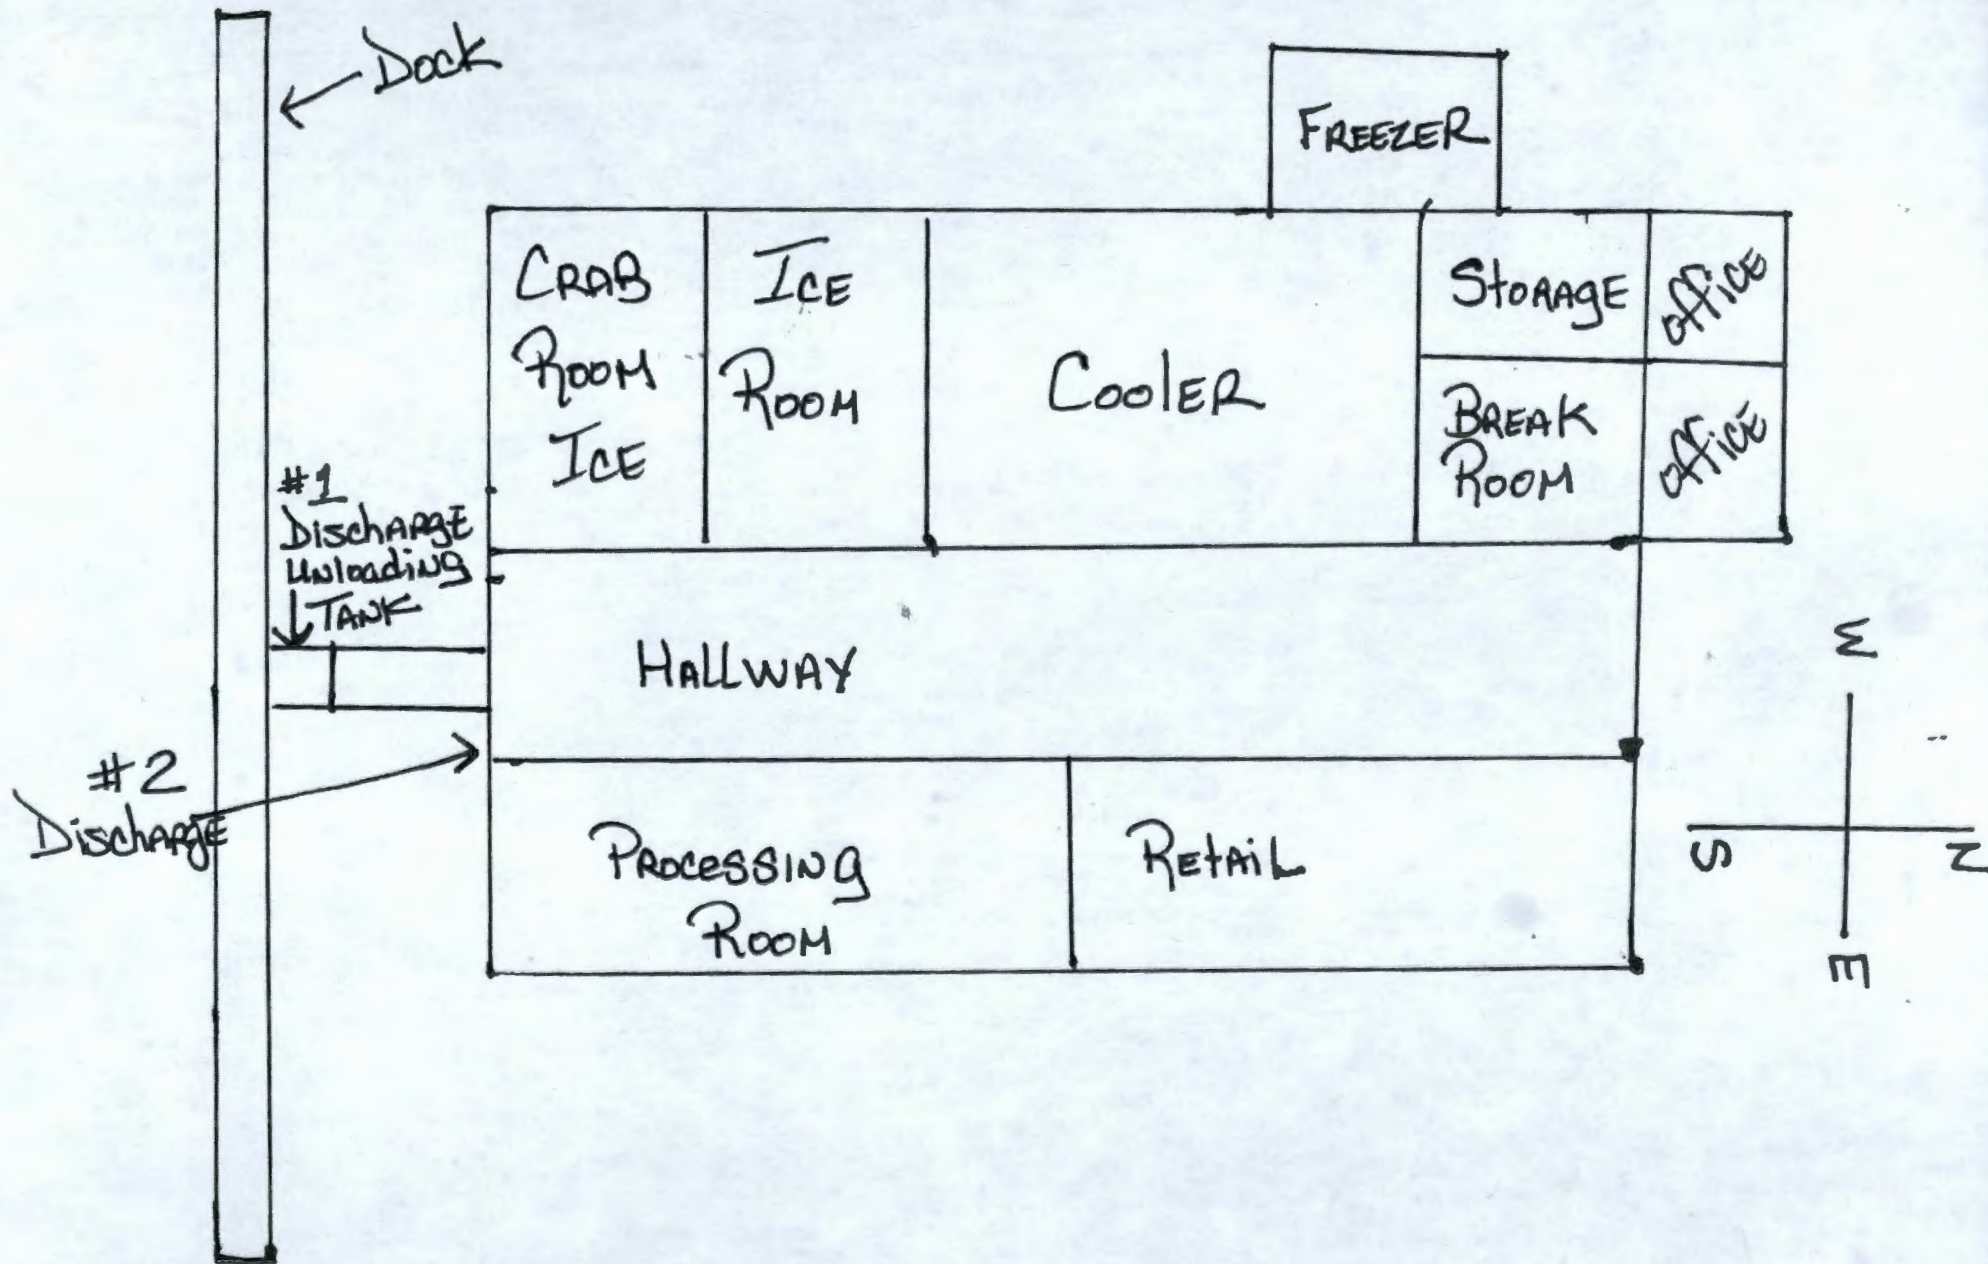 Dock
FREEZER
CRAB
ROOM
ICE
ICE
ROOM
COOLER
STORAGE
OFFICE
BREAK
ROOM
OFFICE
#1
DISCHARGE
UNLOADING
TANK
HALLWAY
#2
DISCHARGE
PROCESSING
ROOM
RETAIL
W
S
N
E